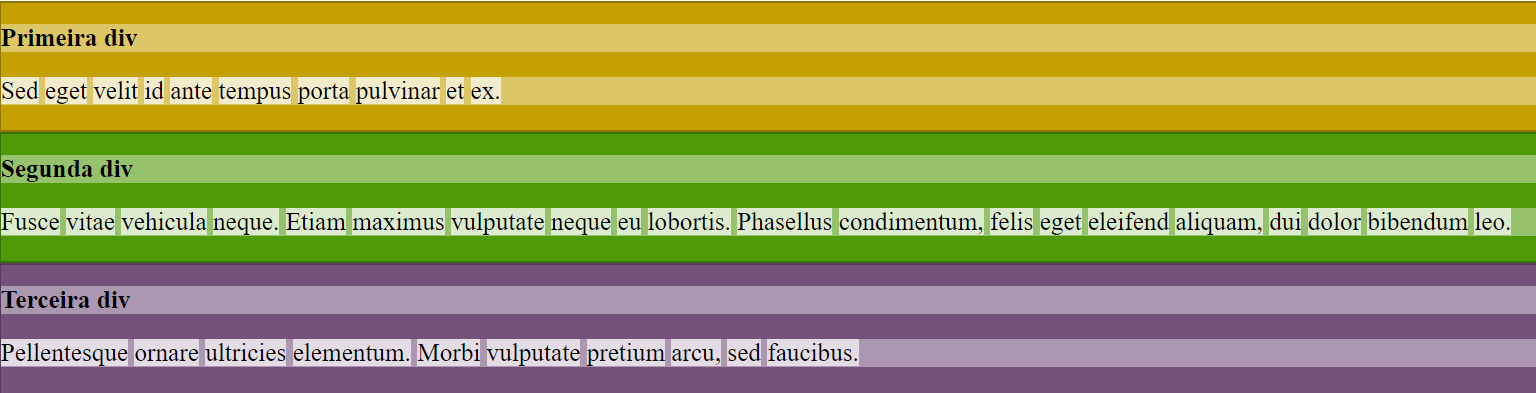 Primeira div
Sed eget velit id ante tempus porta pulvinar et ex.
Segunda div
Fusce vitae vehicula neque. Etiam maximus vulputate neque eu lobortis. Phasellus condimentum, felis eget eleifend aliquam, dui dolor bibendum leo.
Terceira div
Pellentesque ornare ultricies elementum. Morbi vulputate pretium arcu, sed faucibus.